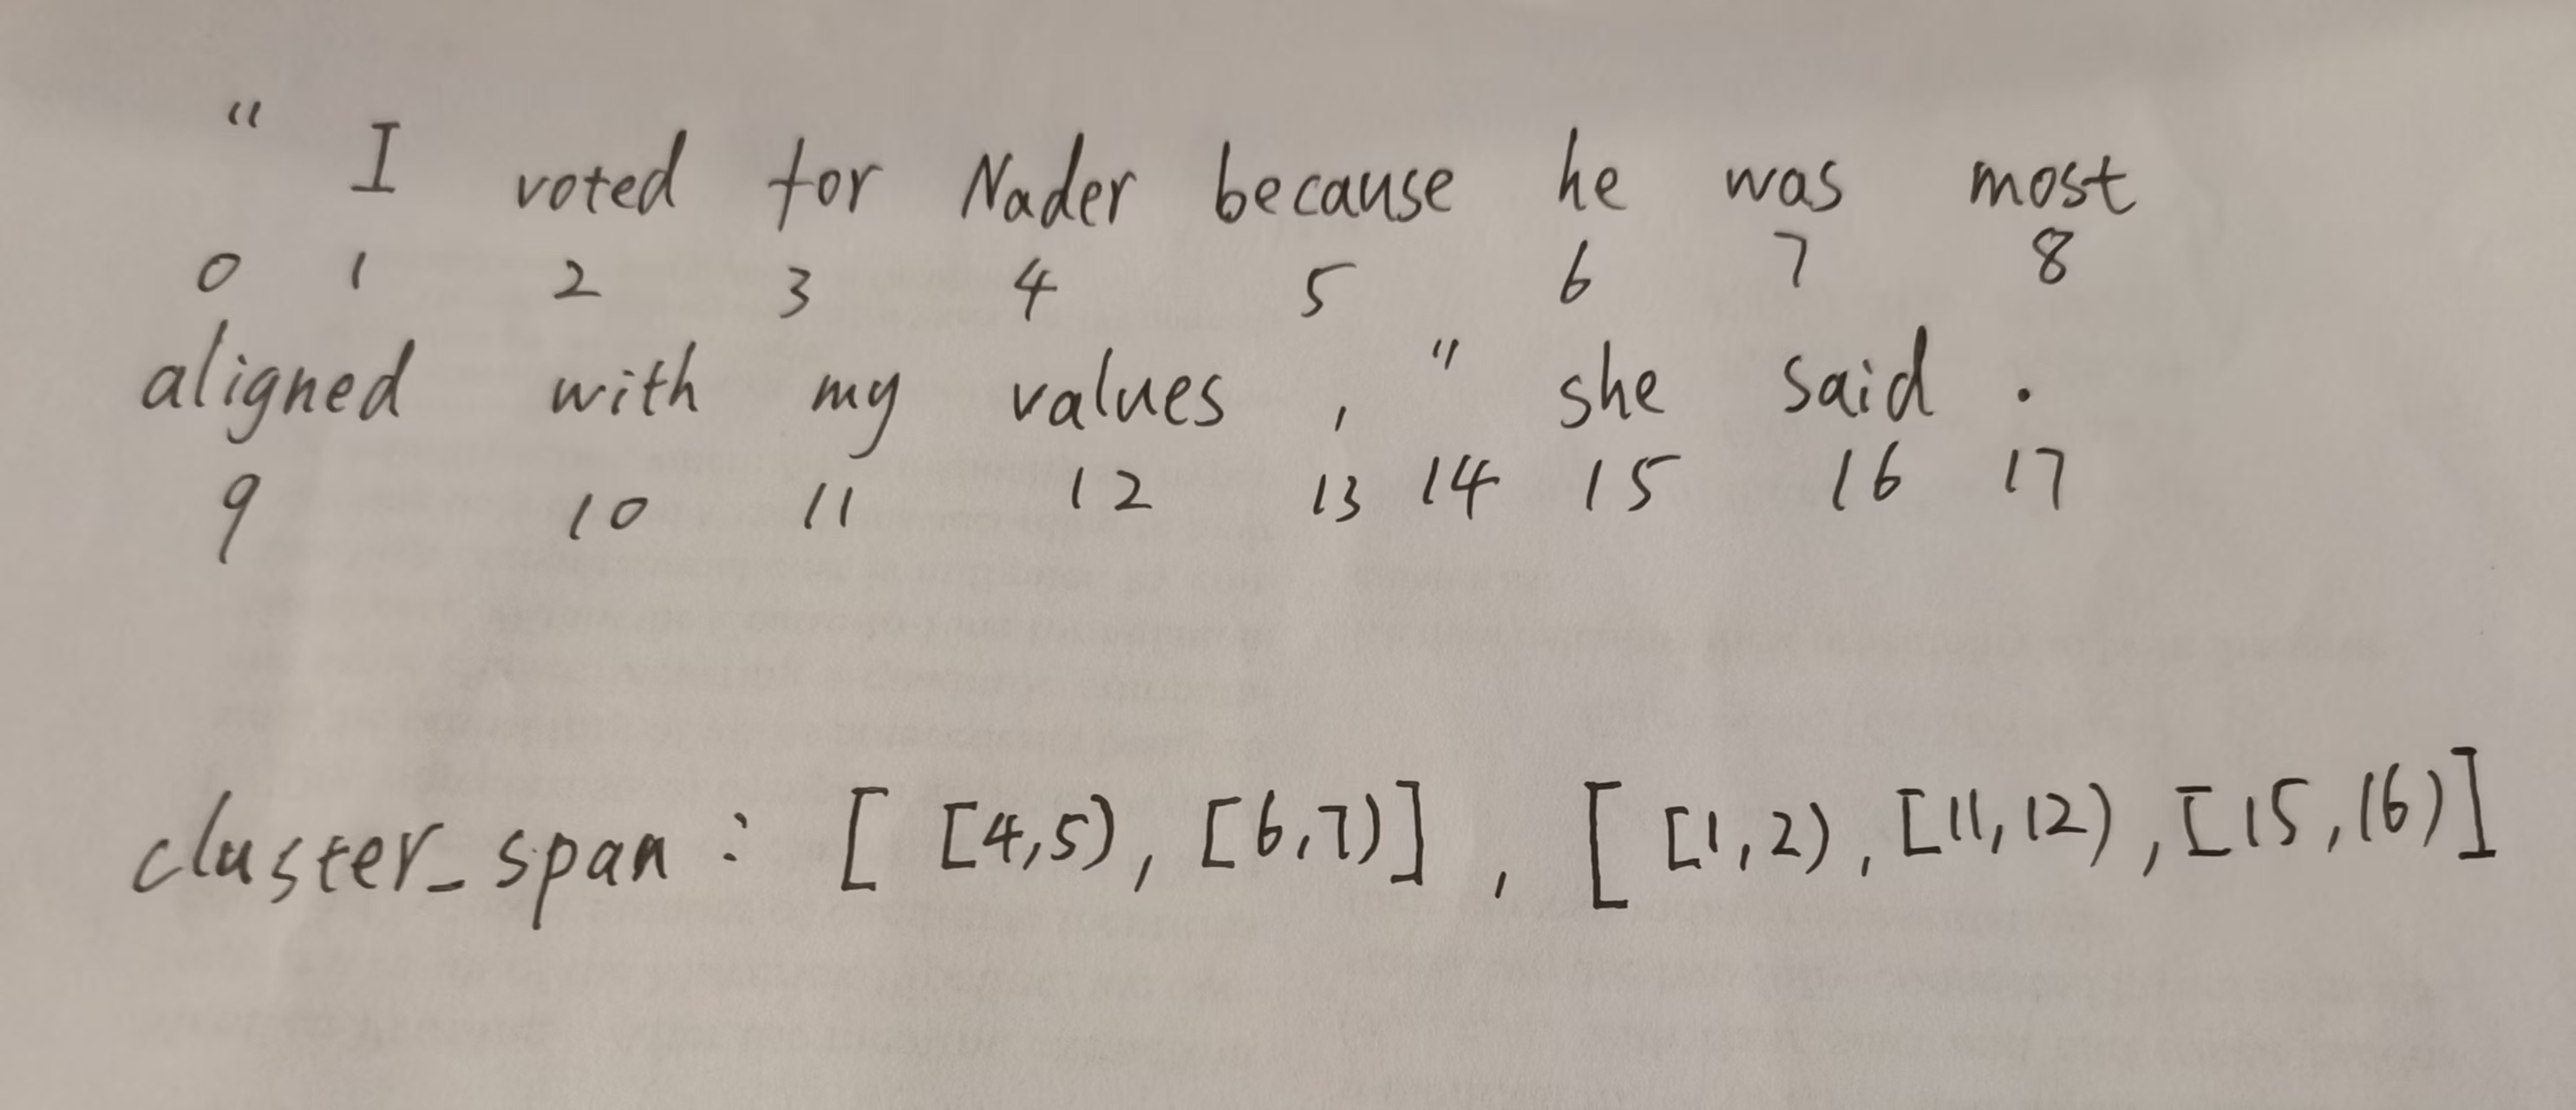 “ I voted for Nader because he was most
0 1 2 3 4 5 6 7 8
aligned with my values , " she said .
9 10 11 12 13 14 15 16 17
cluster_span : [ [4,5), [6,7)] , [ [1,2), [11,12), [15,16)]